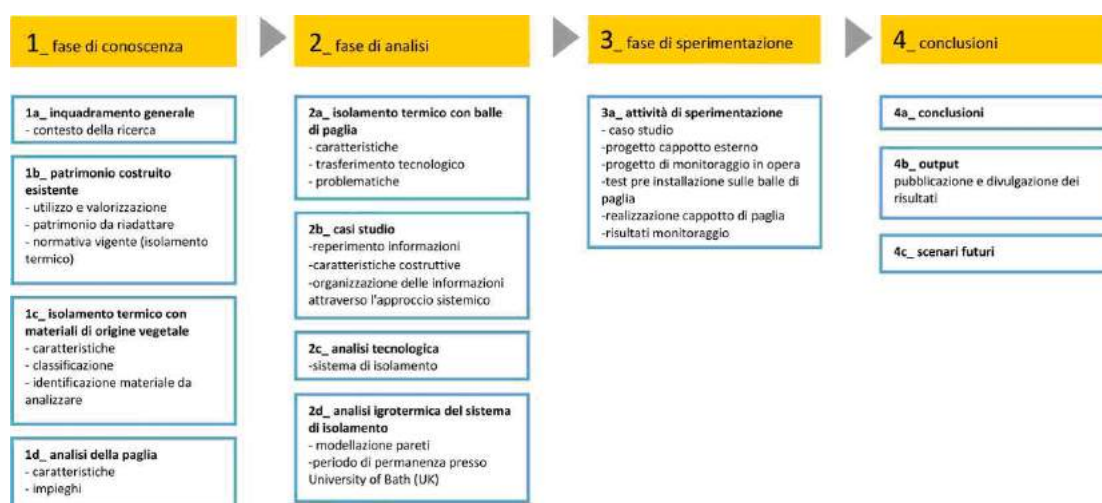 1_ fase di conoscenza
1a_ inquadramento generale
- contesto della ricerca
1b_ patrimonio costruito
esistente
- utilizzo e valorizzazione
- patrimonio da riadattare
- normativa vigente (isolamento
termico)
1c_ isolamento termico con
materiali di origine vegetale
- caratteristiche
- classificazione
- identificazione materiale da
analizzare
1d_ analisi della paglia
- caratteristiche
- impieghi
2_ fase di analisi
2a_ isolamento termico con balle
di paglia
- caratteristiche
- trasferimento tecnologico
- problematiche
2b_ casi studio
-reperimento informazioni
-caratteristiche costruttive
-organizzazione delle informazioni
attraverso l'approccio sistemico
2c_ analisi tecnologica
-sistema di isolamento
2d_ analisi igrotermica del sistema
di isolamento
- modellazione pareti
-periodo di permanenza presso
University of Bath (UK)
3_ fase di sperimentazione
3a_ attività di sperimentazione
- caso studio
-progetto cappotto esterno
-progetto di monitoraggio in opera
-test pre installazione sulle balle di
paglia
-realizzazione cappotto di paglia
-risultati monitoraggio
4_ conclusioni
4a_ conclusioni
4b_ output
pubblicazione e divulgazione dei
risultati
4c_ scenari futuri